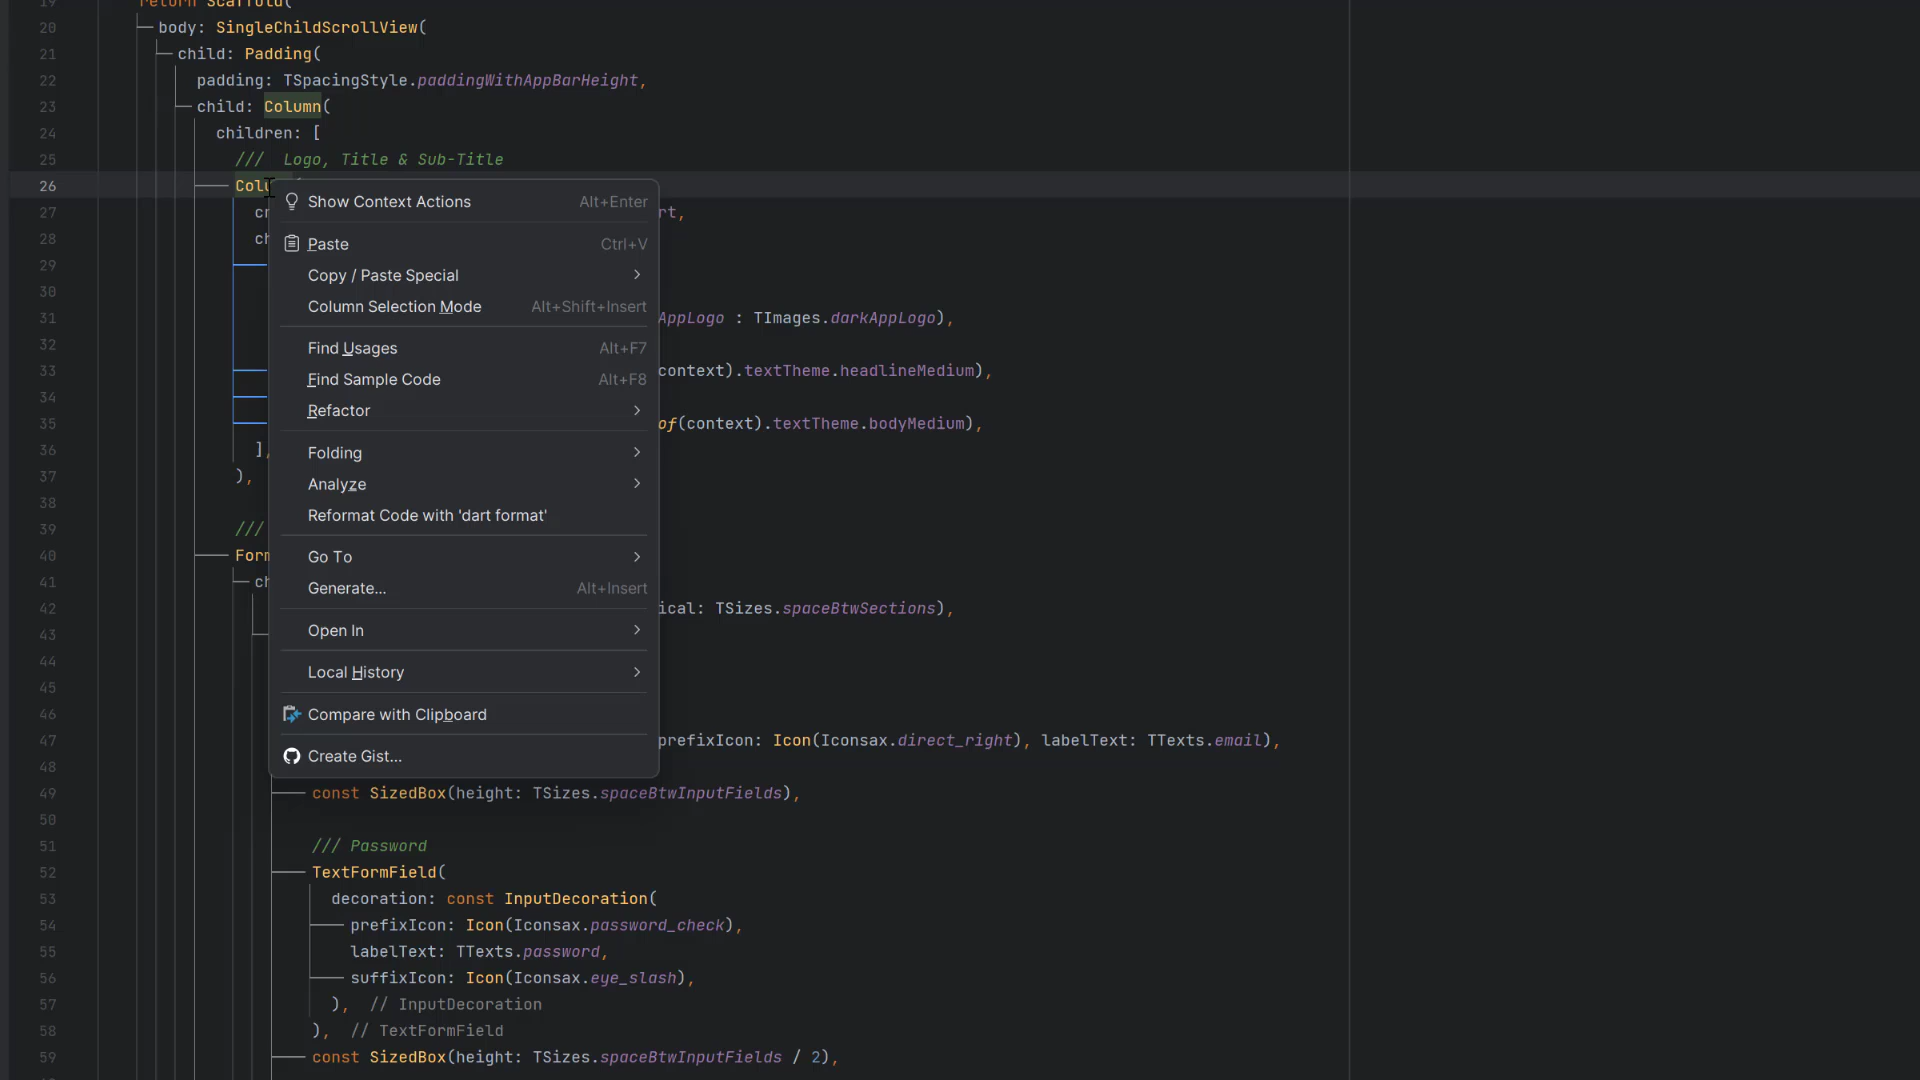 19 return Scaffold(
20 body: SingleChildScrollView(
21 child: Padding(
22 padding: TSpacingStyle.paddingWithAppBarHeight,
23 child: Column(
24 children: [
25 /// Logo, Title & Sub-Title
26 Colu
27 cr rt,
28 ch
29
30
31 AppLogo : TImages.darkAppLogo),
32
33 context).textTheme.headlineMedium),
34
35 of(context).textTheme.bodyMedium),
36 ],
37 ),
38
39 ///
40 Form
41 ch
42 ical: TSizes.spaceBtwSections),
43
44
45
46
47 prefixIcon: Icon(Iconsax.direct_right), labelText: TTexts.email),
48
49 const SizedBox(height: TSizes.spaceBtwInputFields),
50
51 /// Password
52 TextFormField(
53 decoration: const InputDecoration(
54 prefixIcon: Icon(Iconsax.password_check),
55 labelText: TTexts.password,
56 suffixIcon: Icon(Iconsax.eye_slash),
57 ), // InputDecoration
58 ), // TextFormField
59 const SizedBox(height: TSizes.spaceBtwInputFields / 2),
Show Context Actions Alt+Enter
Paste Ctrl+V
Copy / Paste Special
Column Selection Mode Alt+Shift+Insert
Find Usages Alt+F7
Find Sample Code Alt+F8
Refactor
Folding
Analyze
Reformat Code with 'dart format'
Go To
Generate... Alt+Insert
Open In
Local History
Compare with Clipboard
Create Gist...